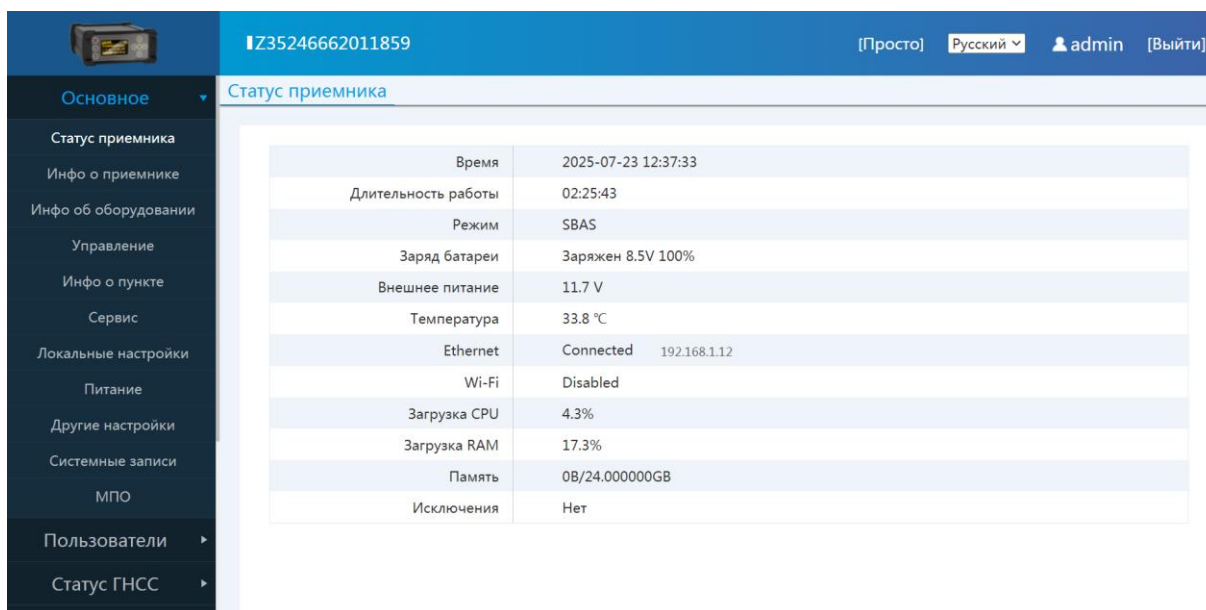 Z35246662011859
[Просто] Русский admin [Выйти]
Основное
Статус приемника
Инфо о приемнике
Инфо об оборудовании
Управление
Инфо о пункте
Сервис
Локальные настройки
Питание
Другие настройки
Системные записи
МПО
Пользователи
Статус ГНСС
Статус приемника
Время 2025-07-23 12:37:33
Длительность работы 02:25:43
Режим SBAS
Заряд батареи Заряжен 8.5V 100%
Внешнее питание 11.7 V
Температура 33.8 ℃
Ethernet Connected 192.168.1.12
Wi-Fi Disabled
Загрузка CPU 4.3%
Загрузка RAM 17.3%
Память 0B/24.000000GB
Исключения Нет